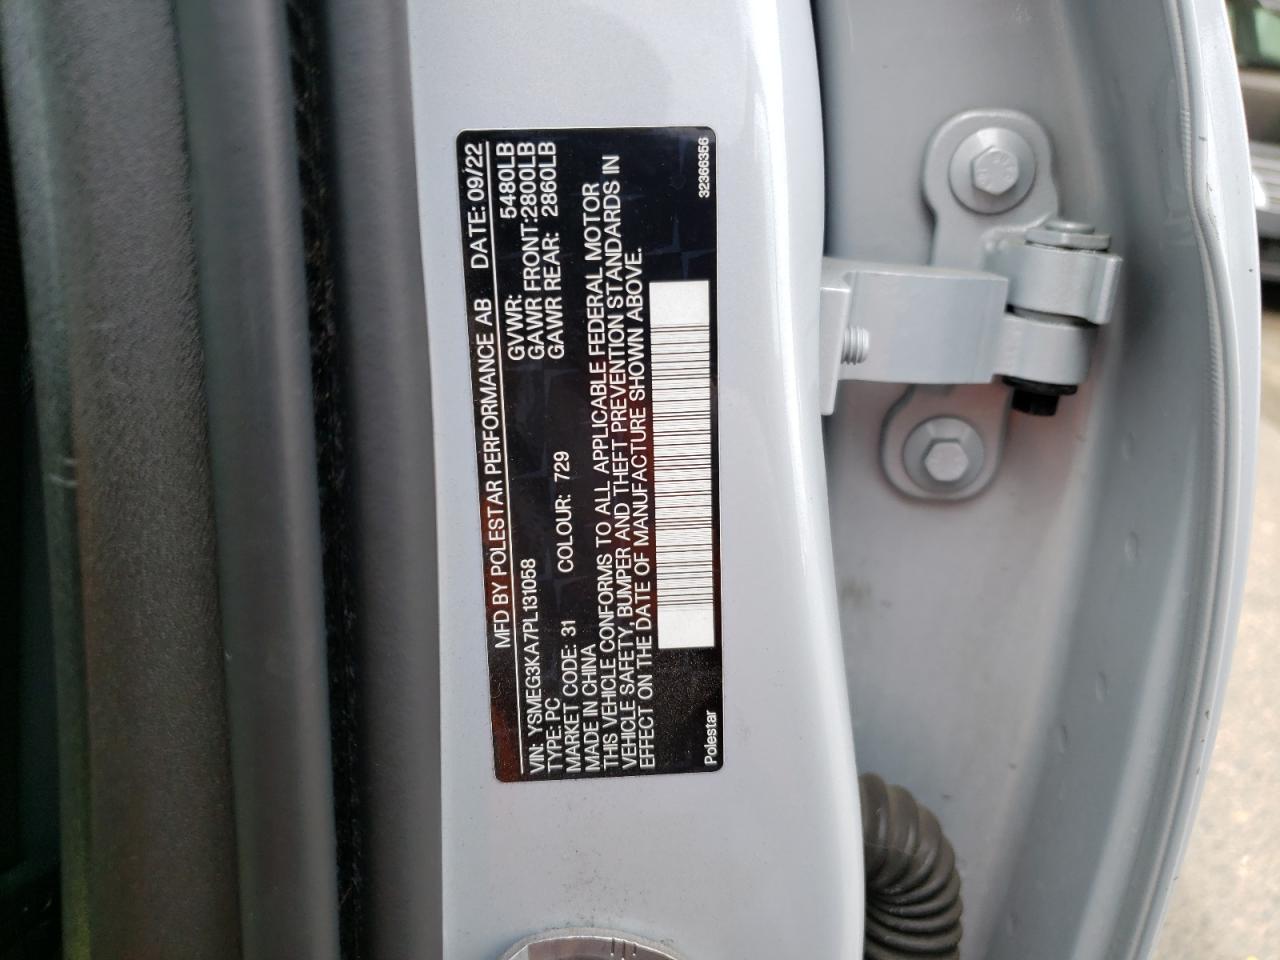 MFD BY POLESTAR PERFORMANCE AB DATE: 09/22
GVWR: 5480LB
GAWR FRONT:2800LB
GAWR REAR: 2860LB
VIN: YSMEG3KA7PL131058
TYPE: PC
MARKET CODE: 31 COLOUR: 729
MADE IN CHINA
THIS VEHICLE CONFORMS TO ALL APPLICABLE FEDERAL MOTOR
VEHICLE SAFETY, BUMPER AND THEFT PREVENTION STANDARDS IN
EFFECT ON THE DATE OF MANUFACTURE SHOWN ABOVE.
Polestar 32366356